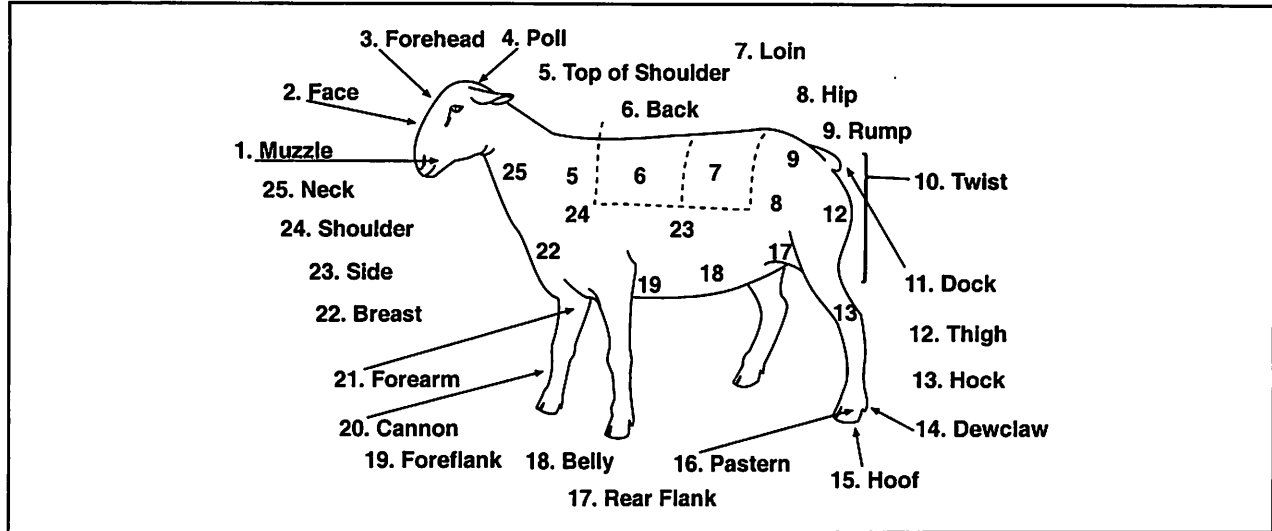 3. Forehead
4. Poll
7. Loin
5. Top of Shoulder
2. Face
8. Hip
6. Back
9. Rump
1. Muzzle
25
5
6
7
9
10. Twist
25. Neck
8
24
12
24. Shoulder
23
22
17
23. Side
18
19
11. Dock
22. Breast
13
12. Thigh
21. Forearm
13. Hock
20. Cannon
14. Dewclaw
19. Foreflank
18. Belly
16. Pastern
15. Hoof
17. Rear Flank